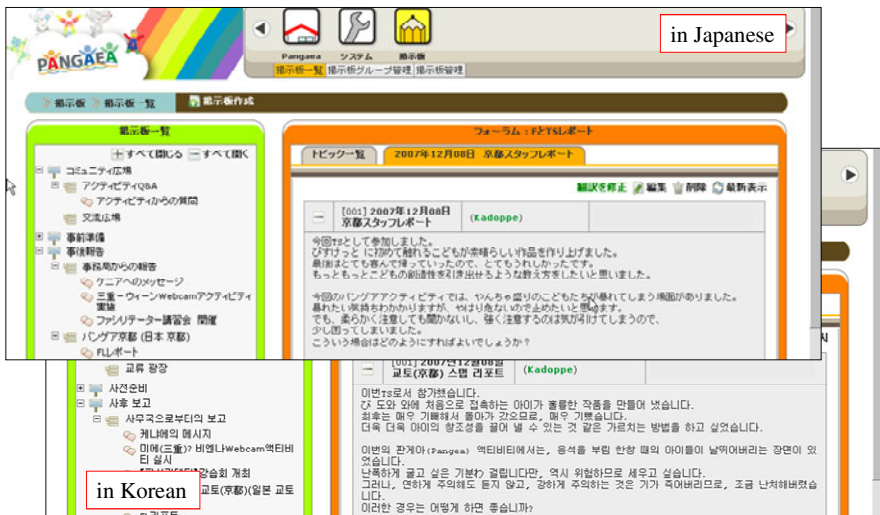 in Japanese
PANGAEA
Pangaea システム 掲示板
掲示板一覧 掲示板グループ管理 掲示板管理
掲示板 掲示板一覧 掲示板作成
掲示板一覧
すべて閉じる すべて開く
コミュニティ広場
アクティビティQ&A
アクティビティからの質問
交流広場
事前準備
事後報告
事務局からの報告
ケニアへのメッセージ
三重-ウィーンWebcamアクティビティ
実施
ファシリテーター講習会 開催
パンゲア京都 (日本 京都)
FLレポート
フォーラム : FとTSレポート
トピック一覧 2007年12月08日 京都スタッフレポート
翻訳を修正 編集 削除 最新表示
[001] 2007年12月08日
京都スタッフレポート
(Kadoppe)
今回TSとして参加しました。
びすけっと に初めて触れるこどもが素晴らしい作品を作り上げました。
最後はとても喜んで帰っていったので、とてもうれしかったです。
もっともっとこどもの創造性を引き出せるような教え方をしたいと思いました。
今回のパンゲアアクティビティでは、やんちゃ盛りのこどもたちが暴れてしまう場面がありました。
暴れたい気持ちわかりますが、やはり危ないので止めたいと思います。
でも、柔らかく注意しても聞かないし、強く注意するのは気が引けてしまうので、
少し困ってしまいました。
こういう場合はどのようにすればよいでしょうか?
교류 광장
사전준비
사후 보고
사무국으로부터의 보고
케냐에의 메시지
미에(三重)? 비엔나Webcam액티비
티 실시
강습회 개최
교토(京都)(일본 교토
in Korean
[001] 2007년12월08일
교토(京都) 스탭 리포트
(Kadoppe)
이번TS로서 참가했습니다.
비 도와 와에 처음으로 접촉하는 아이가 훌륭한 작품을 만들어 냈습니다.
최후는 매우 기뻐해서 돌아가 갔으므로, 매우 기뻤습니다.
더욱 더욱 아이의 창조성을 끌어 낼 수 있는 것 같은 가르치는 방법을 하고 싶었습니다.
이번의 판게아(Pangea) 액티비티에서는, 응석을 부림 한창 때의 아이들이 날뛰어버리는 장면이 있
었습니다.
난폭하게 굴고 싶은 기분와 걸립니다만, 역시 위험하므로 세우고 싶습니다.
그러나, 연하게 주의해도 듣지 않고, 강하게 주의하는 것은 기가 죽어버리므로, 조금 난처해버렸습
니다.
이러한 경우는 어떻게 하면 좋습니까?